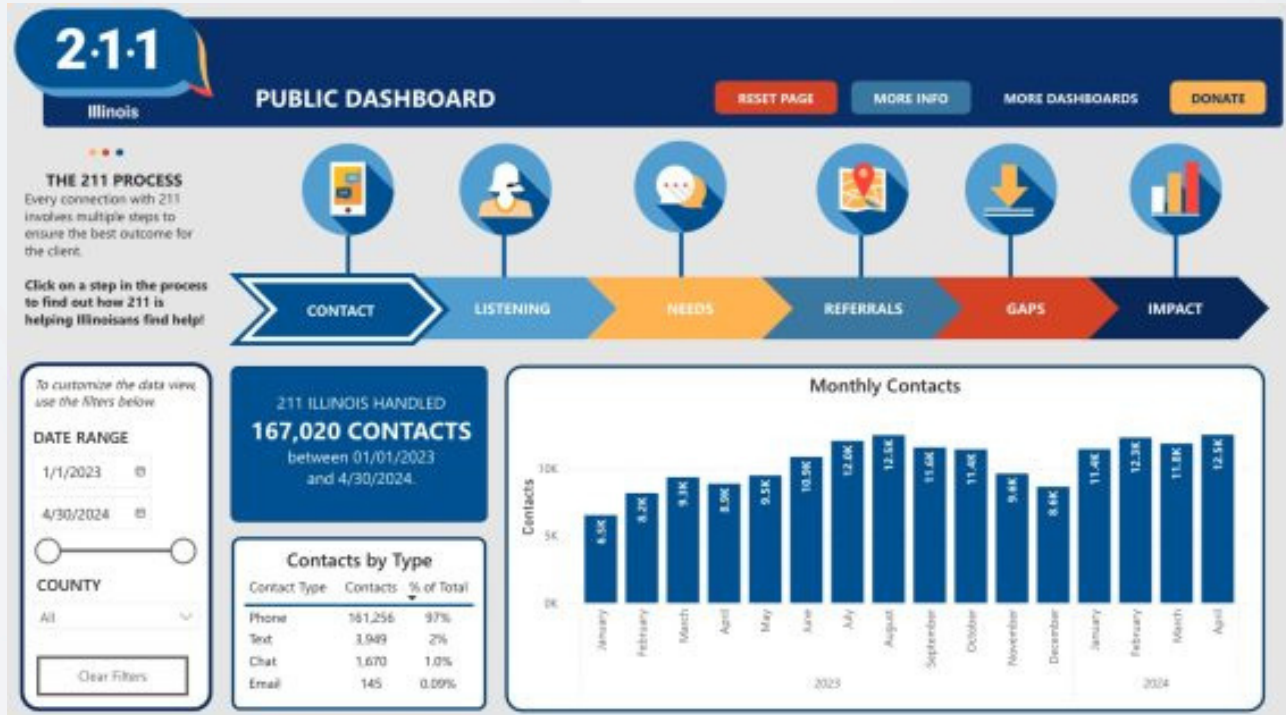 2·1·1
Illinois
PUBLIC DASHBOARD
RESET PAGE
MORE INFO
MORE DASHBOARDS
DONATE
THE 211 PROCESS
Every connection with 211
involves multiple steps to
ensure the best outcome for
the client.
Click on a step in the process
to find out how 211 is
helping Illinoisans find help!
CONTACT
LISTENING
NEEDS
REFERRALS
GAPS
IMPACT
To customize the data view,
use the filters below.
DATE RANGE
1/1/2023
4/30/2024
COUNTY
All
Clear Filters
211 ILLINOIS HANDLED
167,020 CONTACTS
between 01/01/2023
and 4/30/2024.
Contacts by Type
Contact Type Contacts % of Total
Phone 161,256 97%
Text 3,949 2%
Chat 1,670 1.0%
Email 145 0.09%
Monthly Contacts
Contacts
10K
5K
0K
6.5K
8.2K
9.3K
8.9K
9.5K
10.9K
12.0K
12.5K
11.6K
11.4K
9.6K
8.6K
11.4K
12.3K
11.8K
12.5K
January
February
March
April
May
June
July
August
September
October
November
December
January
February
March
April
2023
2024